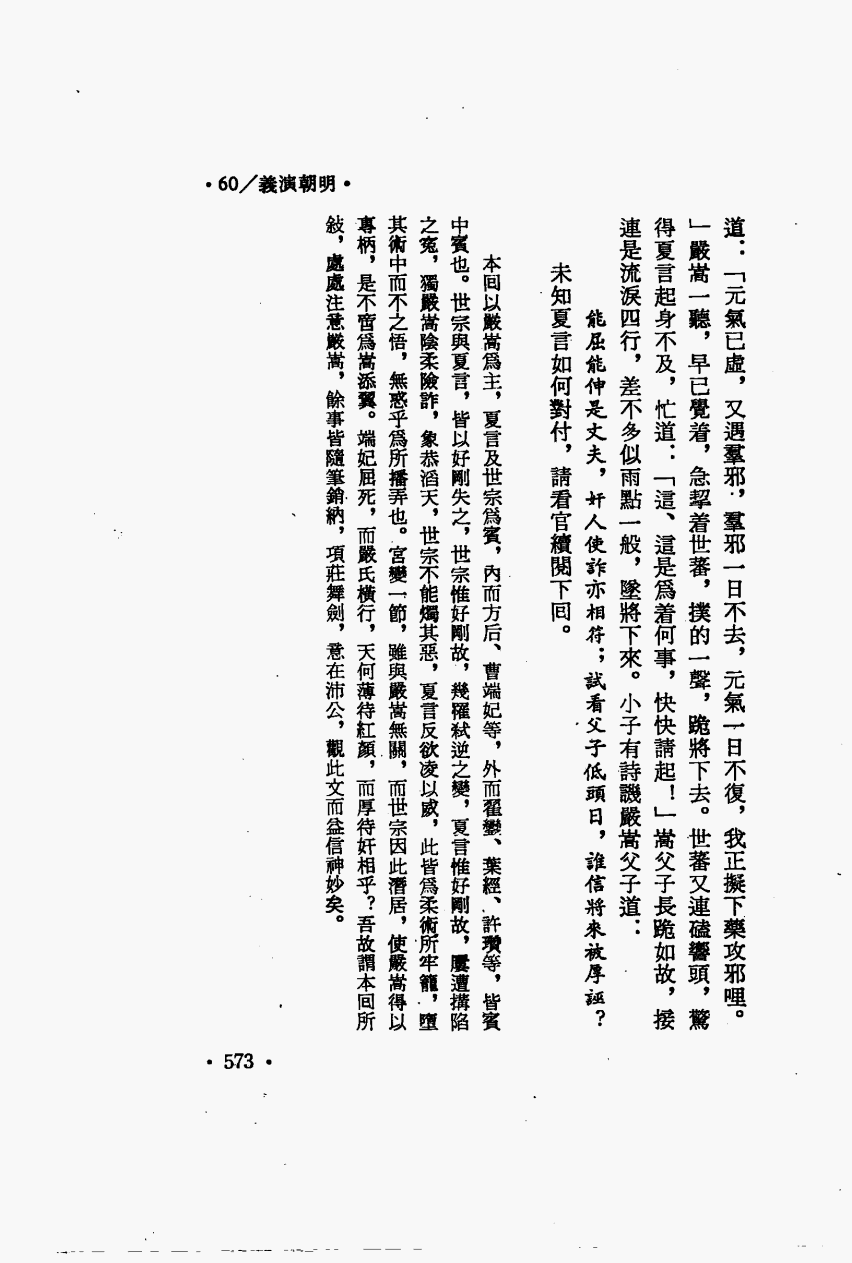 •60／義演朝明•
道：「元氣已虛，又遇羣邪，羣邪一日不去，元氣一日不復，我正擬下藥攻邪哩。
」嚴嵩一聽，早已覺着，急挈着世蕃，撲的一聲，跪將下去。世蕃又連磕響頭，驚
得夏言起身不及，忙道：「這、這是爲着何事，快快請起！」嵩父子長跪如故，接
連是流淚四行，差不多似雨點一般，墜將下來。小子有詩譏嚴嵩父子道：
能屈能伸是丈夫，奸人使詐亦相符；試看父子低頭日，誰信將來被厚誣？
未知夏言如何對付，請看官續閱下回。
本回以嚴嵩爲主，夏言及世宗爲賓，內而方后、曹端妃等，外而翟鑾、葉經、許瓚等，皆賓
中賓也。世宗與夏言，皆以好剛失之，世宗惟好剛故，幾罹弒逆之變，夏言惟好剛故，屢遭搆陷
之寃，獨嚴嵩陰柔險詐，象恭滔天，世宗不能燭其惡，夏言反欲凌以威，此皆爲柔術所牢籠，墮
其術中而不之悟，無惑乎爲所播弄也。宮變一節，雖與嚴嵩無關，而世宗因此潛居，使嚴嵩得以
專柄，是不啻爲嵩添翼。端妃屈死，而嚴氏橫行，天何薄待紅顏，而厚待奸相乎？吾故謂本回所
敍，處處注意嚴嵩，餘事皆隨筆銷納，項莊舞劍，意在沛公，觀此文而益信神妙矣。
•573•